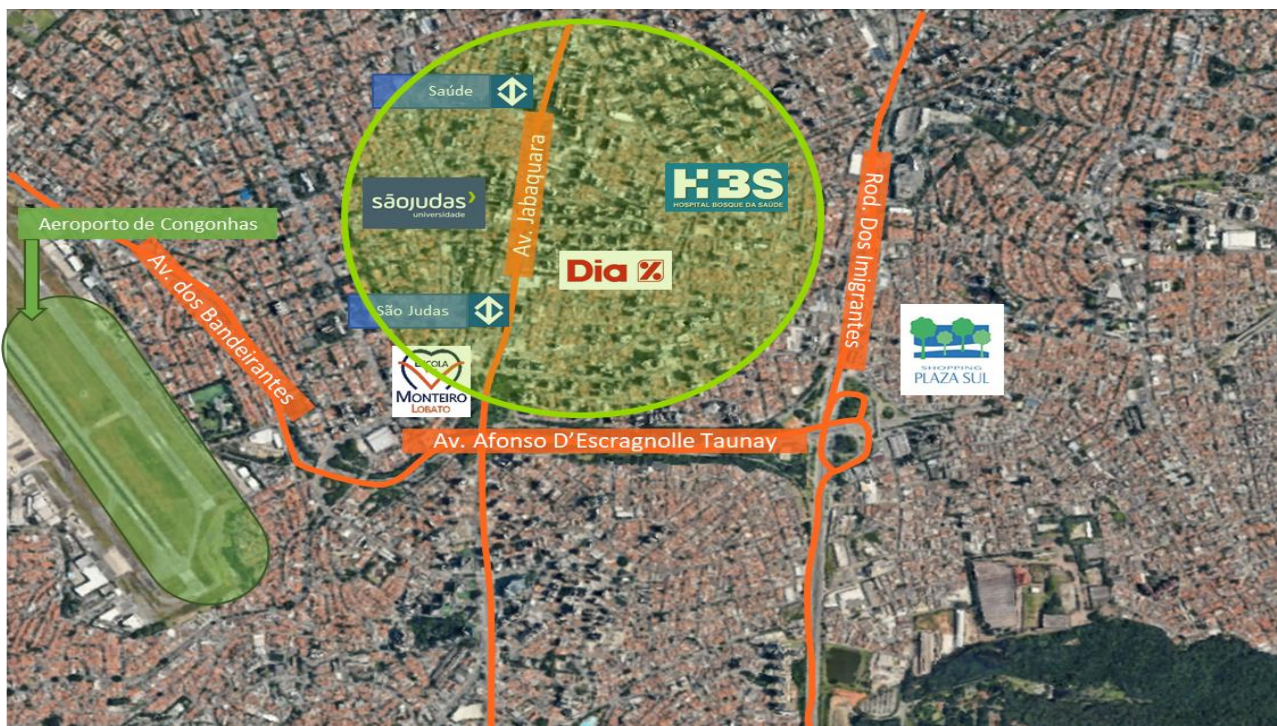 Saúde
Av. Jabaquara
sãojudas
universidade
H:3S
HOSPITAL BOSQUE DA SAÚDE
Rod. Dos Imigrantes
Aeroporto de Congonhas
Av. dos Bandeirantes
Dia %
São Judas
ESCOLA
MONTEIRO
LOBATO
SHOPPING
PLAZA SUL
Av. Afonso D’Escragnolle Taunay